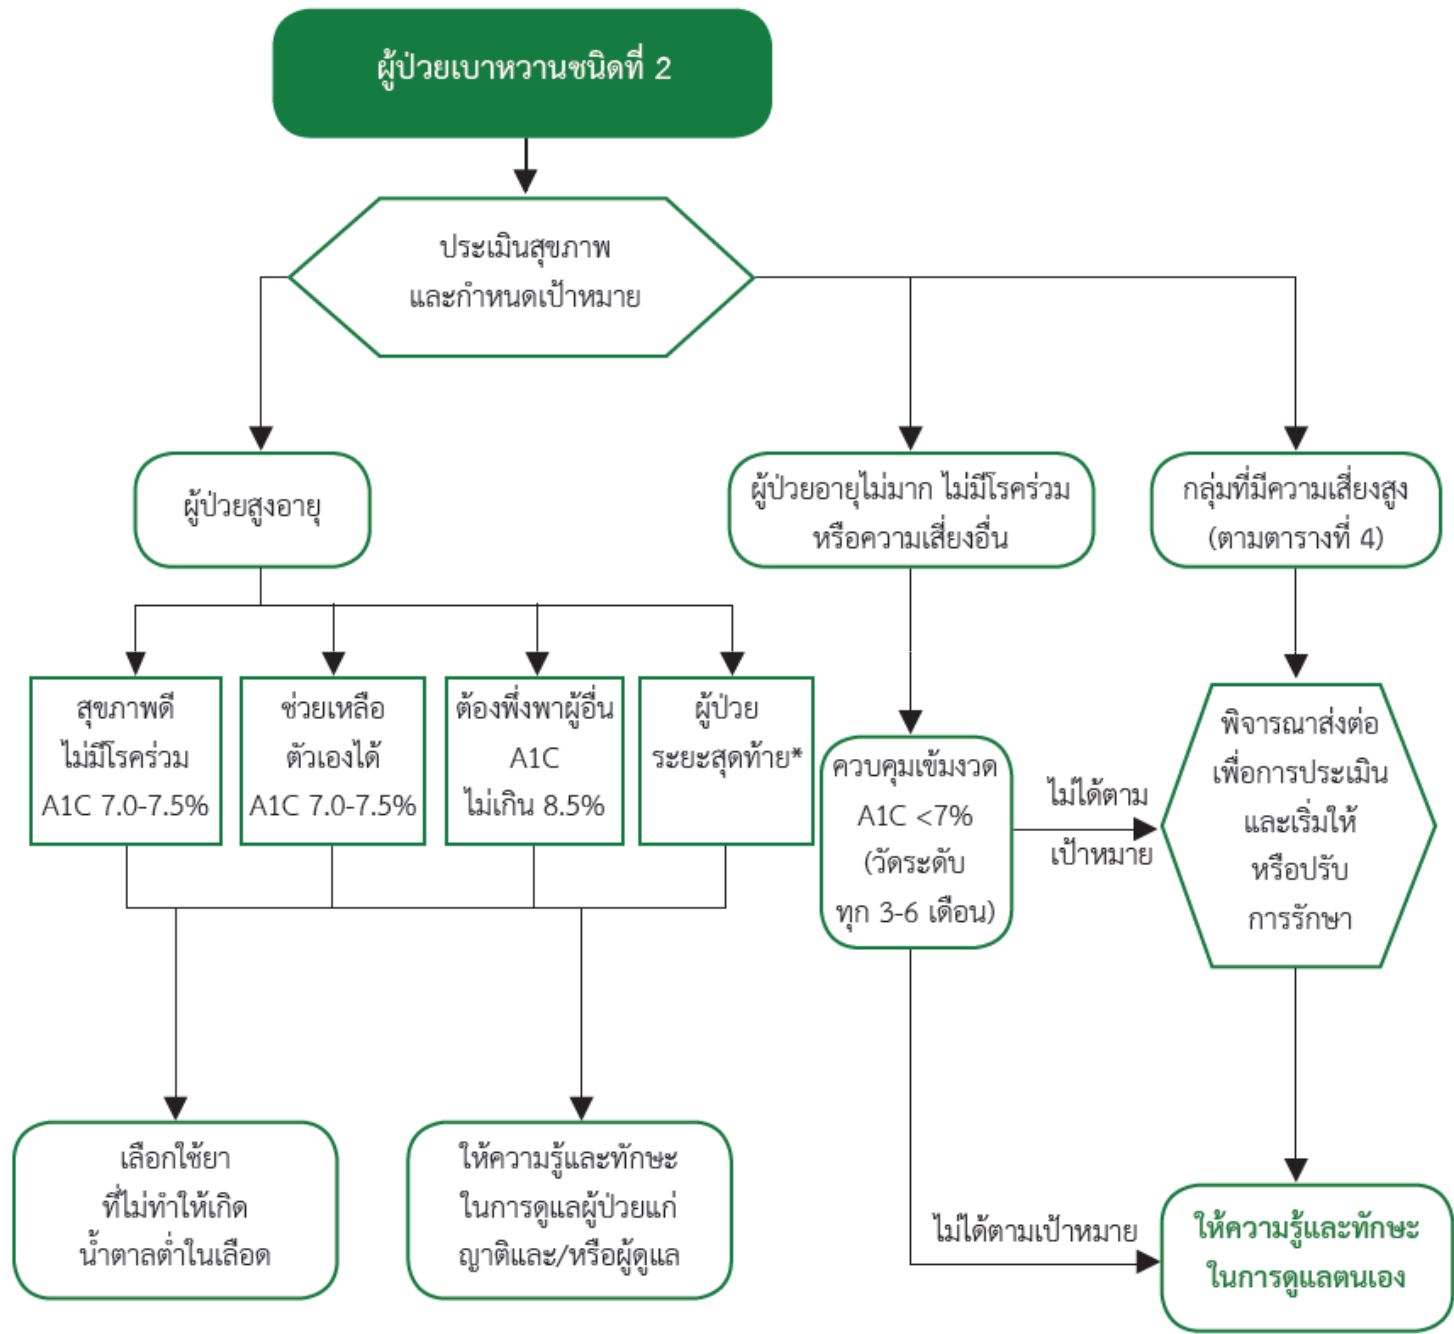 ผู้ป่วยเบาหวานชนิดที่ 2
ประเมินสุขภาพ
และกำหนดเป้าหมาย
ผู้ป่วยสูงอายุ
ผู้ป่วยอายุไม่มาก ไม่มีโรคร่วม
หรือความเสี่ยงอื่น
กลุ่มที่มีความเสี่ยงสูง
(ตามตารางที่ 4)
สุขภาพดี
ไม่มีโรคร่วม
A1C 7.0-7.5%
ช่วยเหลือ
ตัวเองได้
A1C 7.0-7.5%
ต้องพึ่งพาผู้อื่น
A1C
ไม่เกิน 8.5%
ผู้ป่วย
ระยะสุดท้าย*
ควบคุมเข้มงวด
A1C <7%
(วัดระดับ
ทุก 3-6 เดือน)
ไม่ได้ตาม
เป้าหมาย
พิจารณาส่งต่อ
เพื่อการประเมิน
และเริ่มให้
หรือปรับ
การรักษา
เลือกใช้ยา
ที่ไม่ทำให้เกิด
น้ำตาลต่ำในเลือด
ให้ความรู้และทักษะ
ในการดูแลผู้ป่วยแก่
ญาติและ/หรือผู้ดูแล
ไม่ได้ตามเป้าหมาย
ให้ความรู้และทักษะ
ในการดูแลตนเอง